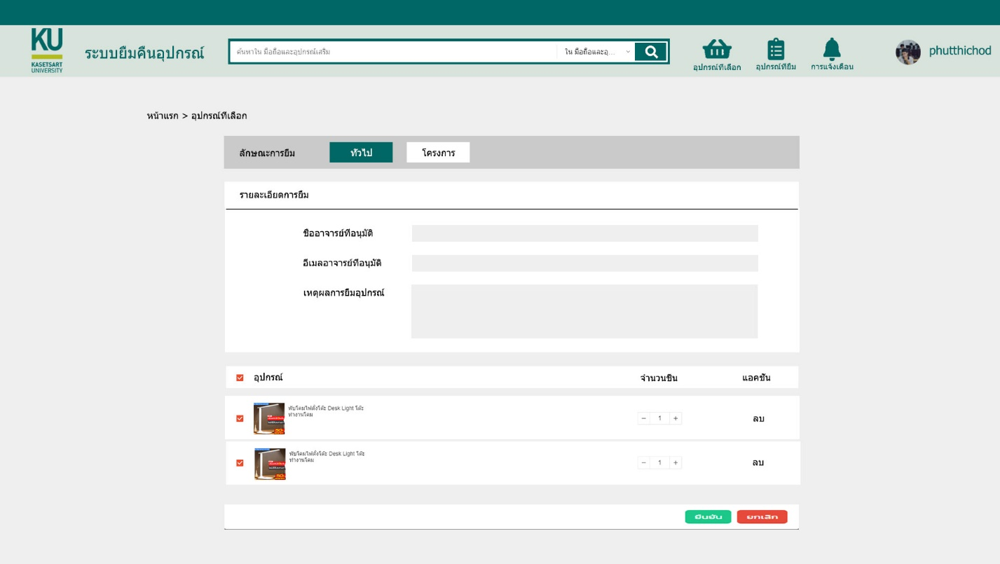 KU
KASETSART
UNIVERSITY
ระบบยืมคืนอุปกรณ์
ค้นหาใน มือถือและอุปกรณ์เสริม
ใน มือถือและอุ...
อุปกรณ์ที่เลือก
อุปกรณ์ที่ยืม
การแจ้งเตือน
phutthichod
หน้าแรก > อุปกรณ์ที่เลือก
ลักษณะการยืม
ทั่วไป
โครงการ
รายละเอียดการยืม
ชื่ออาจารย์ที่อนุมัติ
อีเมลอาจารย์ที่อนุมัติ
เหตุผลการยืมอุปกรณ์
อุปกรณ์
จำนวนชิ้น
แอคชั่น
พับโคมไฟตั้งโต๊ะ Desk Light โต๊ะ
ทำงานโคม
- 1 +
ลบ
พับโคมไฟตั้งโต๊ะ Desk Light โต๊ะ
ทำงานโคม
- 1 +
ลบ
ยืนยัน
ยกเลิก